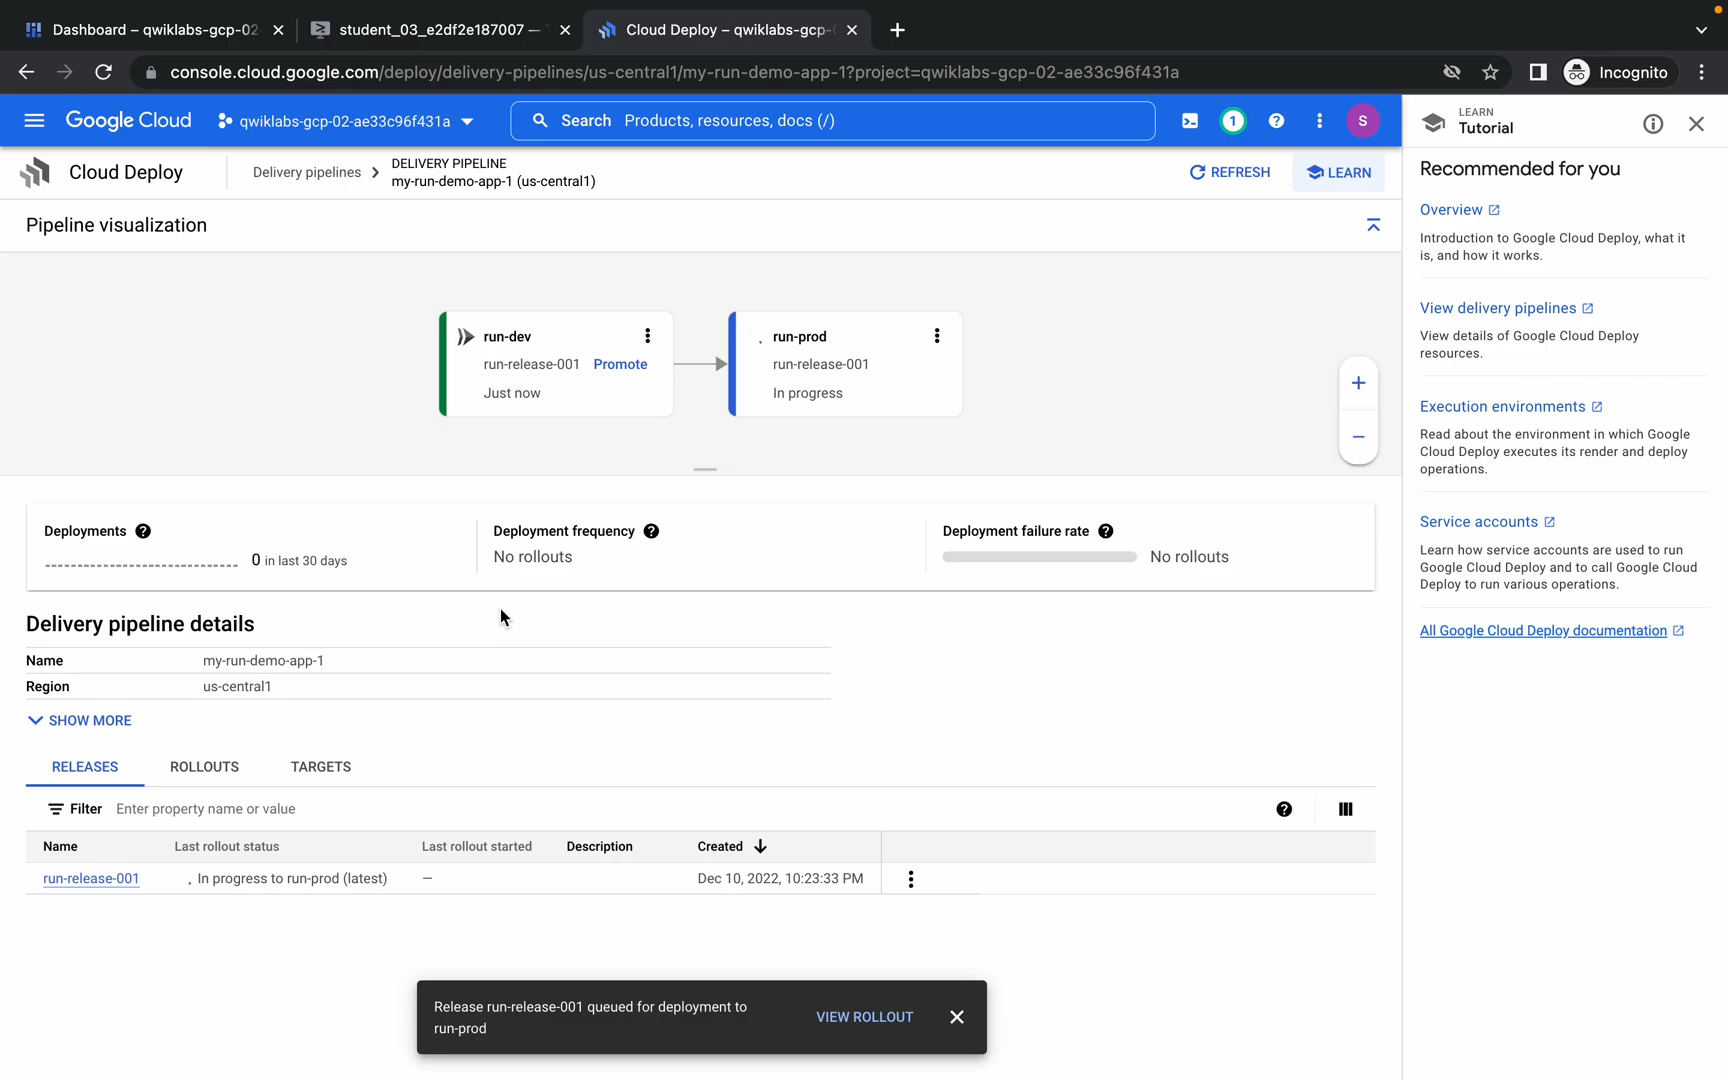 Dashboard – qwiklabs-gcp-02
student_03_e2df2e187007 —
Cloud Deploy – qwiklabs-gcp-
console.cloud.google.com/deploy/delivery-pipelines/us-central1/my-run-demo-app-1?project=qwiklabs-gcp-02-ae33c96f431a
Incognito
Google Cloud
qwiklabs-gcp-02-ae33c96f431a
Search Products, resources, docs (/)
1
S
LEARN
Tutorial
Cloud Deploy
Delivery pipelines
DELIVERY PIPELINE
my-run-demo-app-1 (us-central1)
REFRESH
LEARN
Recommended for you
Overview
Introduction to Google Cloud Deploy, what it
is, and how it works.
View delivery pipelines
View details of Google Cloud Deploy
resources.
Execution environments
Read about the environment in which Google
Cloud Deploy executes its render and deploy
operations.
Service accounts
Learn how service accounts are used to run
Google Cloud Deploy and to call Google Cloud
Deploy to run various operations.
All Google Cloud Deploy documentation
Pipeline visualization
run-dev
run-release-001 Promote
Just now
run-prod
run-release-001
In progress
Deployments
0 in last 30 days
Deployment frequency
No rollouts
Deployment failure rate
No rollouts
Delivery pipeline details
Name my-run-demo-app-1
Region us-central1
SHOW MORE
RELEASES ROLLOUTS TARGETS
Filter Enter property name or value
Name Last rollout status Last rollout started Description Created
run-release-001 In progress to run-prod (latest) — Dec 10, 2022, 10:23:33 PM
Release run-release-001 queued for deployment to
run-prod
VIEW ROLLOUT